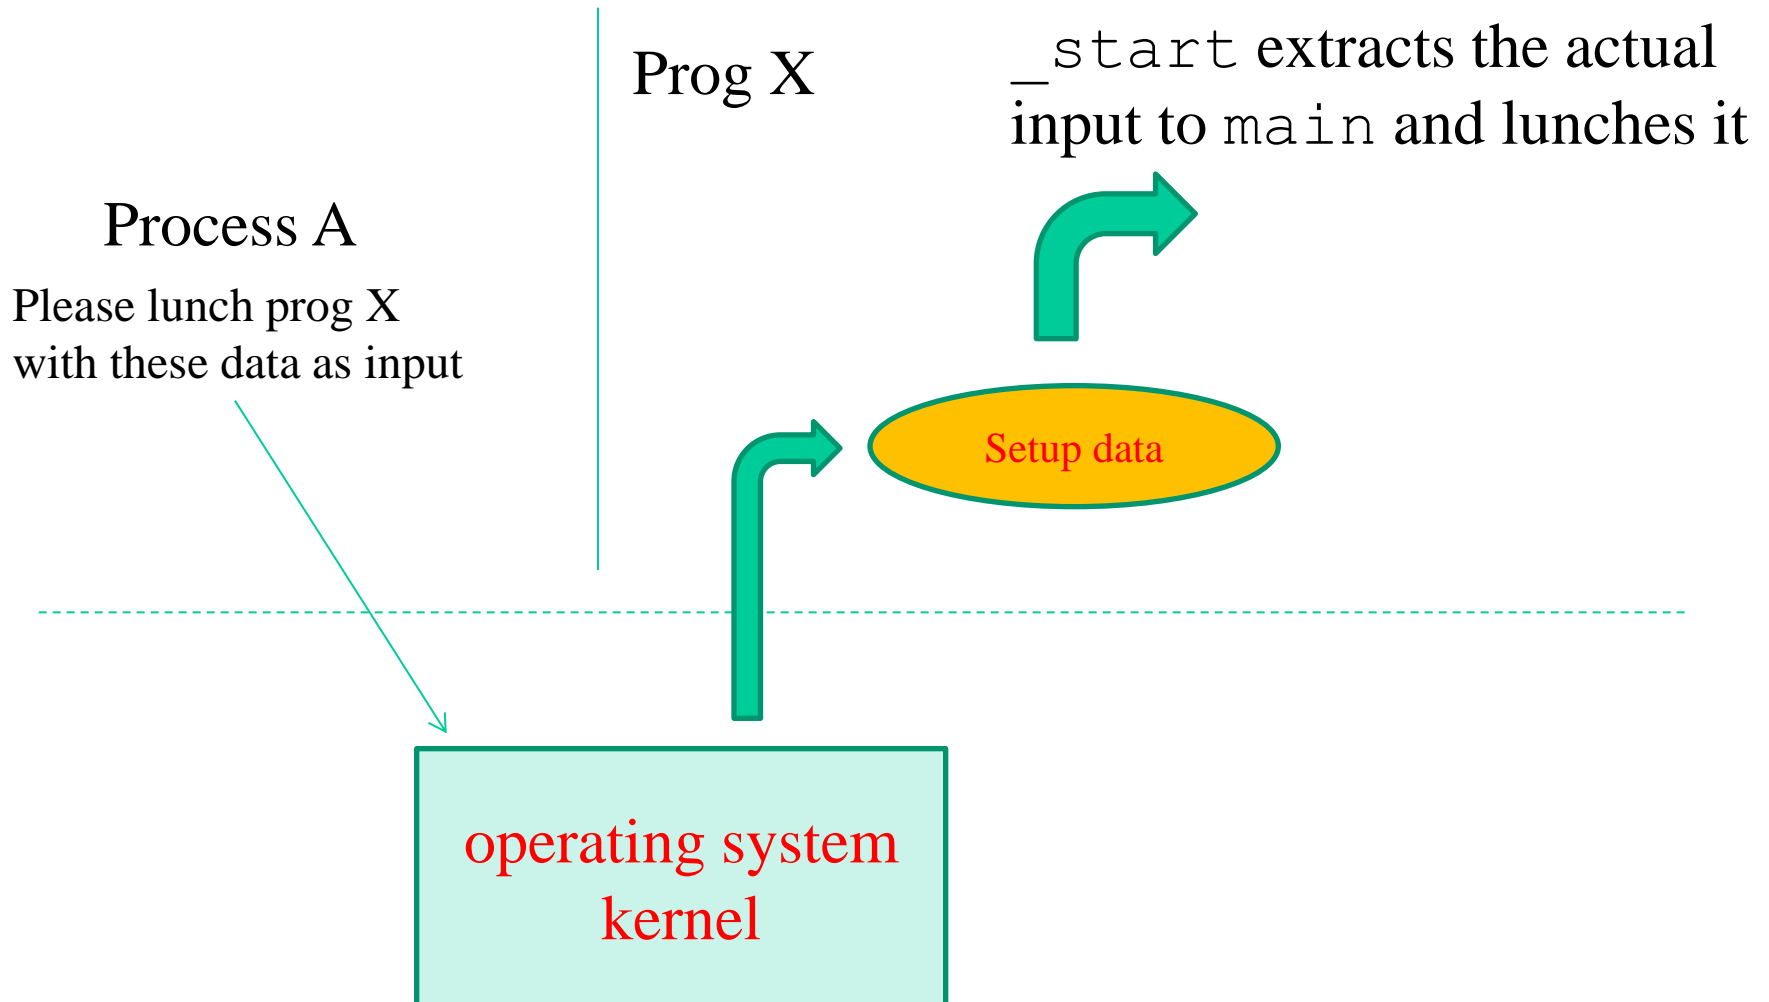 Prog X
_start extracts the actual
input to main and lunches it
Process A
Please lunch prog X
with these data as input
Setup data
operating system
kernel